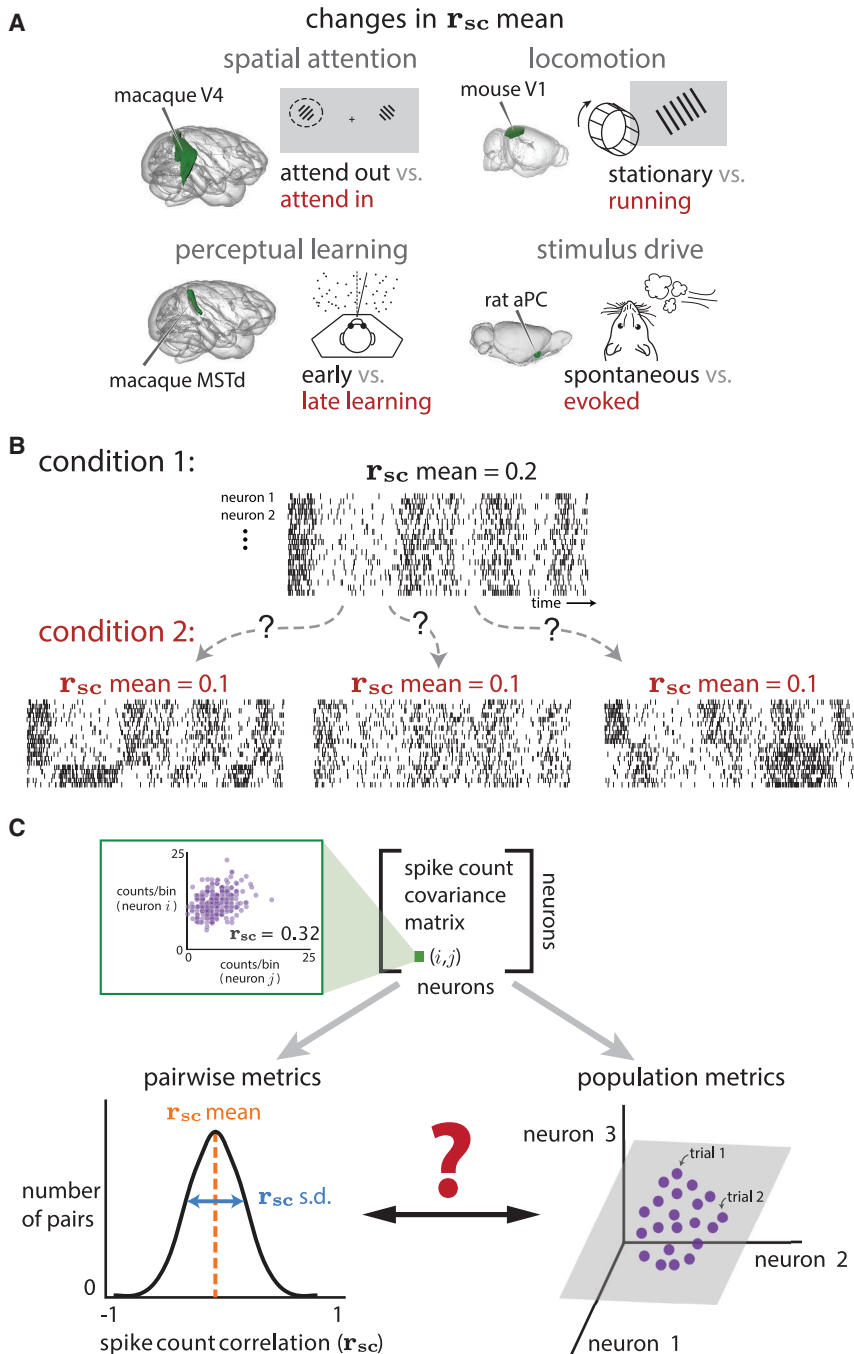 A
changes in rsc mean
spatial attention
locomotion
macaque V4
mouse V1
+
attend out vs.
attend in
stationary vs.
running
perceptual learning
stimulus drive
rat aPC
macaque MSTd
early vs.
late learning
spontaneous vs.
evoked
B
condition 1:
rsc mean = 0.2
neuron 1
neuron 2
time
? ? ?
condition 2:
rsc mean = 0.1
rsc mean = 0.1
rsc mean = 0.1
C
25
counts/bin
(neuron i)
rsc = 0.32
0
0
25
counts/bin
(neuron j)
spike count
covariance
matrix
(i,j)
neurons
neurons
pairwise metrics
rsc mean
number
of pairs
rsc s.d.
0
-1
1
spike count correlation (rsc)
?
population metrics
neuron 3
trial 1
trial 2
neuron 2
neuron 1